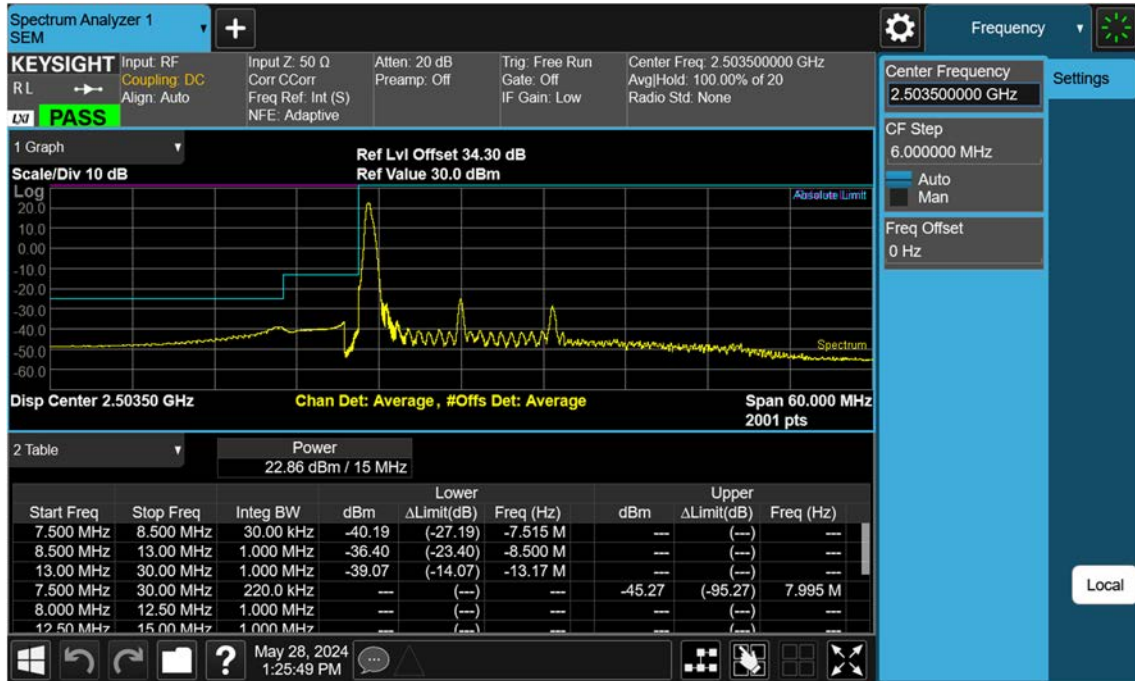 Spectrum Analyzer 1
SEM
Frequency
KEYSIGHT
R L
LXI
PASS
Input: RF
Coupling: DC
Align: Auto
Input Z: 50 Ω
Corr CCorr
Freq Ref: Int (S)
NFE: Adaptive
Atten: 20 dB
Preamp: Off
Trig: Free Run
Gate: Off
IF Gain: Low
Center Freq: 2.503500000 GHz
Avg|Hold: 100.00% of 20
Radio Std: None
Center Frequency
2.503500000 GHz
Settings
CF Step
6.000000 MHz
Auto
Man
Freq Offset
0 Hz
Local
1 Graph
Scale/Div 10 dB
Ref Lvl Offset 34.30 dB
Ref Value 30.0 dBm
Log
20.0
10.0
0.00
-10.0
-20.0
-30.0
-40.0
-50.0
-60.0
Spectrum
Disp Center 2.50350 GHz
Chan Det: Average, #Offs Det: Average
Span 60.000 MHz
2001 pts
2 Table
Power
22.86 dBm / 15 MHz
Lower Upper
Start Freq Stop Freq Integ BW dBm ΔLimit(dB) Freq (Hz) dBm ΔLimit(dB) Freq (Hz)
7.500 MHz 8.500 MHz 30.00 kHz -40.19 (-27.19) -7.515 M --- (---) ---
8.500 MHz 13.00 MHz 1.000 MHz -36.40 (-23.40) -8.500 M --- (---) ---
13.00 MHz 30.00 MHz 1.000 MHz -39.07 (-14.07) -13.17 M --- (---) ---
7.500 MHz 30.00 MHz 220.0 kHz --- (---) --- -45.27 (-95.27) 7.995 M
8.000 MHz 12.50 MHz 1.000 MHz --- (---) --- --- (---) ---
12.50 MHz 15.00 MHz 1.000 MHz --- (---) --- --- (---) ---
May 28, 2024
1:25:49 PM